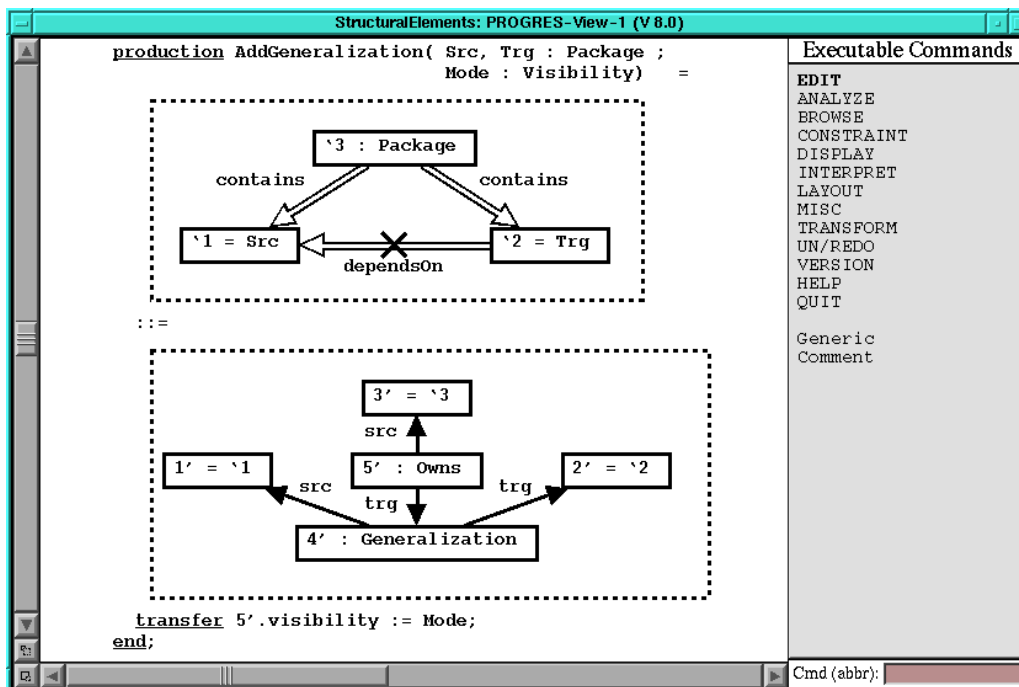 StructuralElements: PROGRES-View-1 (V 8.0)
production AddGeneralization( Src, Trg : Package ;
Mode : Visibility) =
`3 : Package
contains
contains
`1 = Src
`2 = Trg
dependsOn
::=
3' = `3
src
1' = `1
5' : Owns
2' = `2
src
trg
trg
4' : Generalization
transfer 5'.visibility := Mode;
end;
Executable Commands
EDIT
ANALYZE
BROWSE
CONSTRAINT
DISPLAY
INTERPRET
LAYOUT
MISC
TRANSFORM
UN/REDO
VERSION
HELP
QUIT
Generic
Comment
Cmd (abbr):